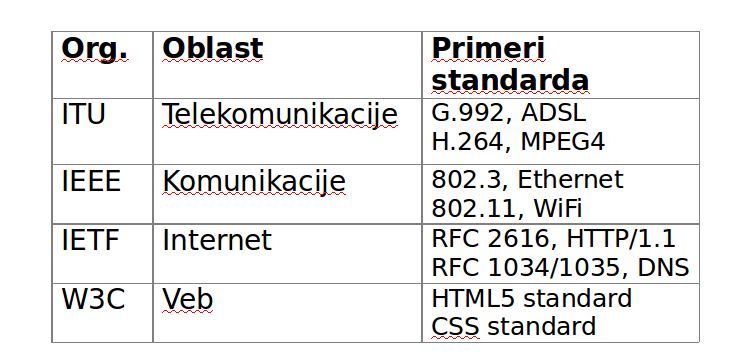 Org. Oblast Primeri
standarda
ITU Telekomunikacije G.992, ADSL
H.264, MPEG4
IEEE Komunikacije 802.3, Ethernet
802.11, WiFi
IETF Internet RFC 2616, HTTP/1.1
RFC 1034/1035, DNS
W3C Veb HTML5 standard
CSS standard